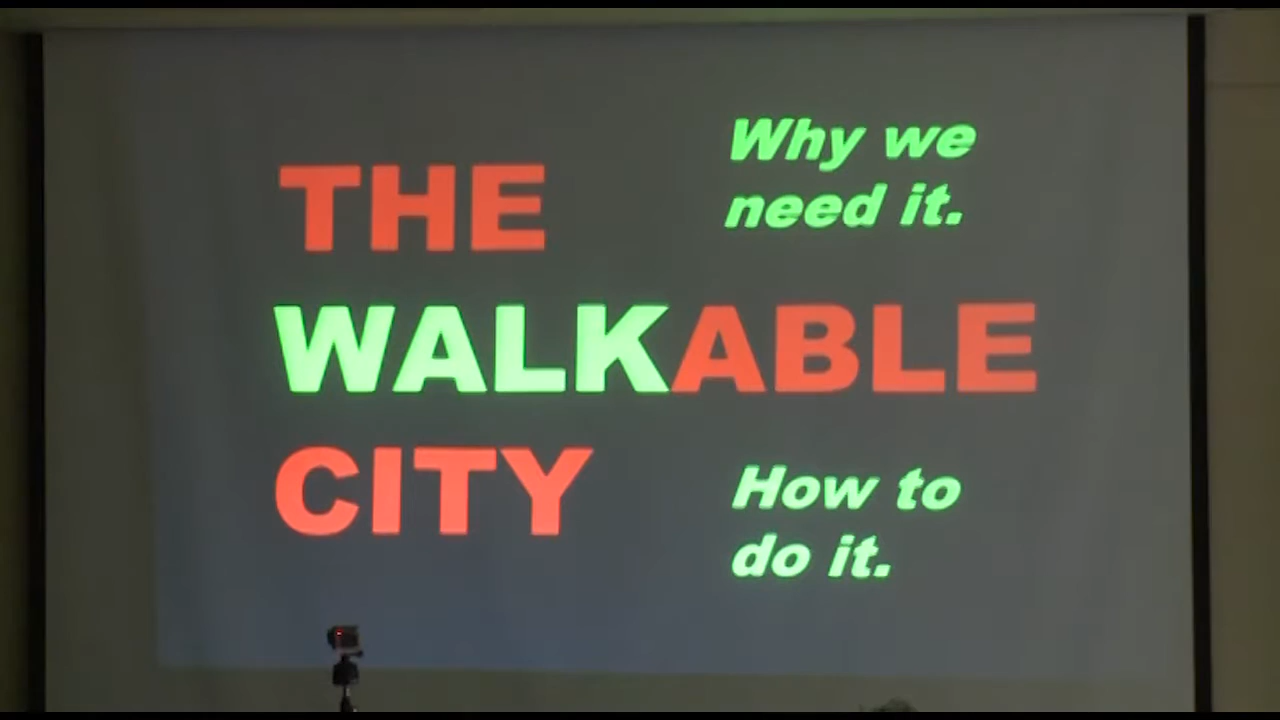 THE
WALKABLE
CITY
Why we
need it.
How to
do it.